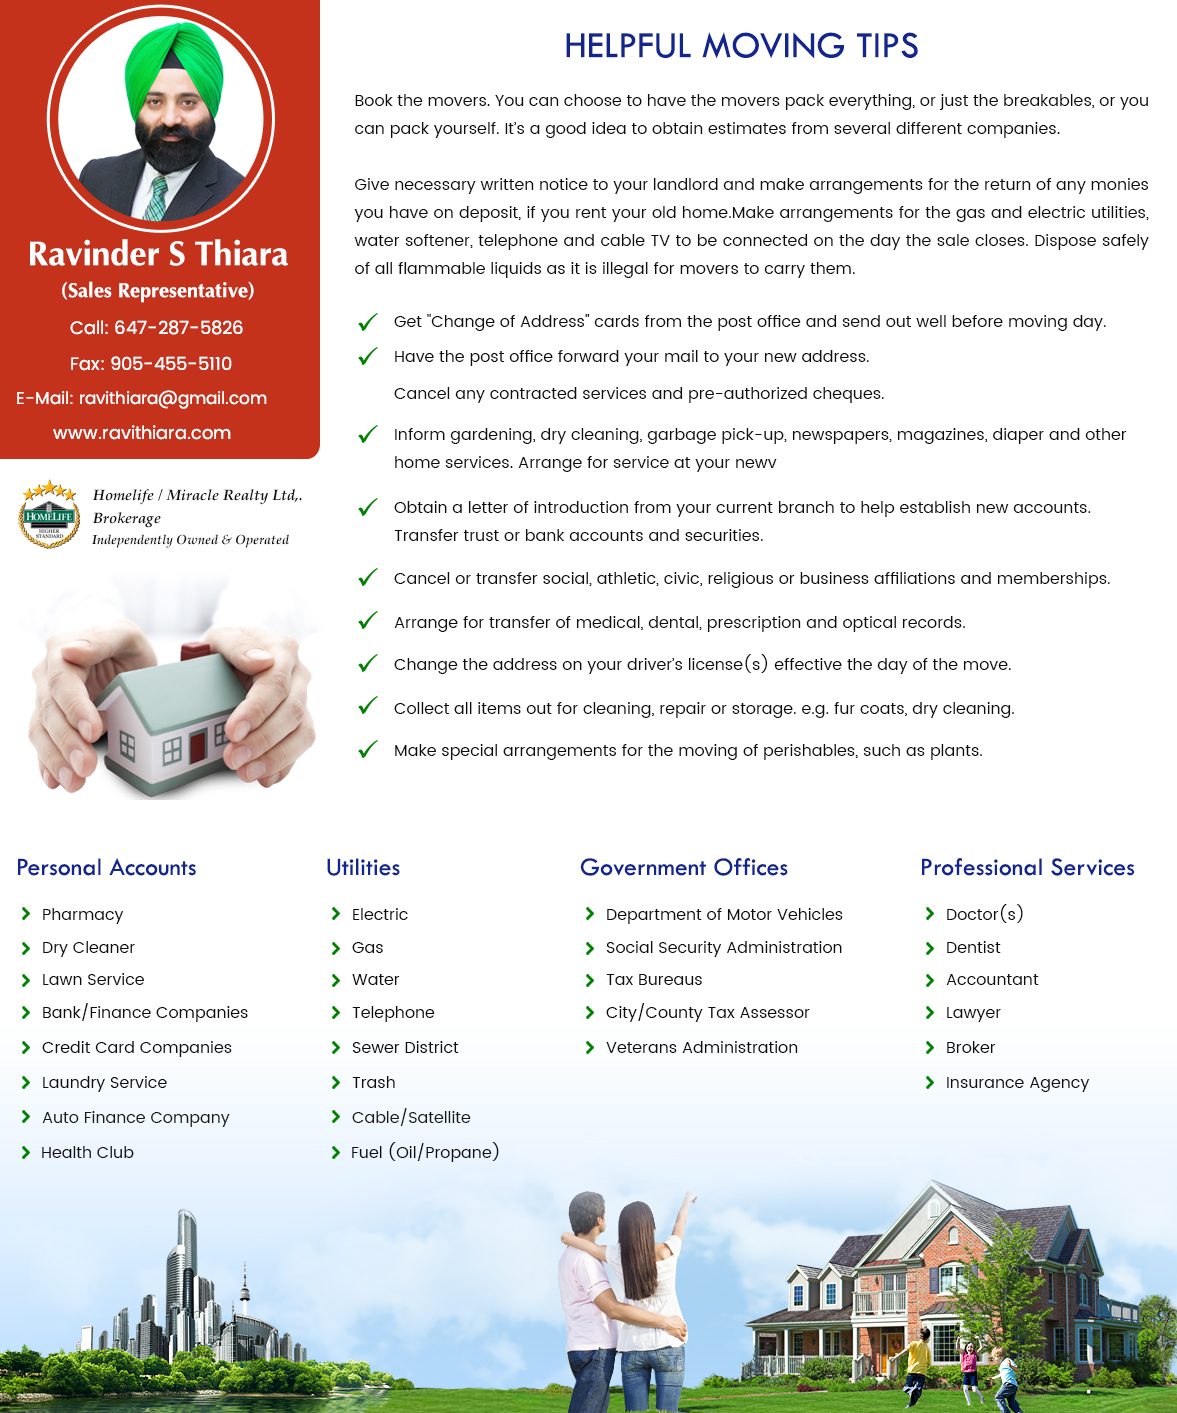 Ravinder S Thiara
(Sales Representative)
Call: 647-287-5826
Fax: 905-455-5110
E-Mail: ravithiara@gmail.com
www.ravithiara.com
HOMELIFE
HIGHER
STANDARD
Homelife / Miracle Realty Ltd,.
Brokerage
Independently Owned & Operated
HELPFUL MOVING TIPS
Book the movers. You can choose to have the movers pack everything, or just the breakables, or you
can pack yourself. It's a good idea to obtain estimates from several different companies.
Give necessary written notice to your landlord and make arrangements for the return of any monies
you have on deposit, if you rent your old home.Make arrangements for the gas and electric utilities,
water softener, telephone and cable TV to be connected on the day the sale closes. Dispose safely
of all flammable liquids as it is illegal for movers to carry them.
Get "Change of Address" cards from the post office and send out well before moving day.
Have the post office forward your mail to your new address.
Cancel any contracted services and pre-authorized cheques.
Inform gardening, dry cleaning, garbage pick-up, newspapers, magazines, diaper and other
home services. Arrange for service at your newv
Obtain a letter of introduction from your current branch to help establish new accounts.
Transfer trust or bank accounts and securities.
Cancel or transfer social, athletic, civic, religious or business affiliations and memberships.
Arrange for transfer of medical, dental, prescription and optical records.
Change the address on your driver's license(s) effective the day of the move.
Collect all items out for cleaning, repair or storage. e.g. fur coats, dry cleaning.
Make special arrangements for the moving of perishables, such as plants.
Personal Accounts
Pharmacy
Dry Cleaner
Lawn Service
Bank/Finance Companies
Credit Card Companies
Laundry Service
Auto Finance Company
Health Club
Utilities
Electric
Gas
Water
Telephone
Sewer District
Trash
Cable/Satellite
Fuel (Oil/Propane)
Government Offices
Department of Motor Vehicles
Social Security Administration
Tax Bureaus
City/County Tax Assessor
Veterans Administration
Professional Services
Doctor(s)
Dentist
Accountant
Lawyer
Broker
Insurance Agency